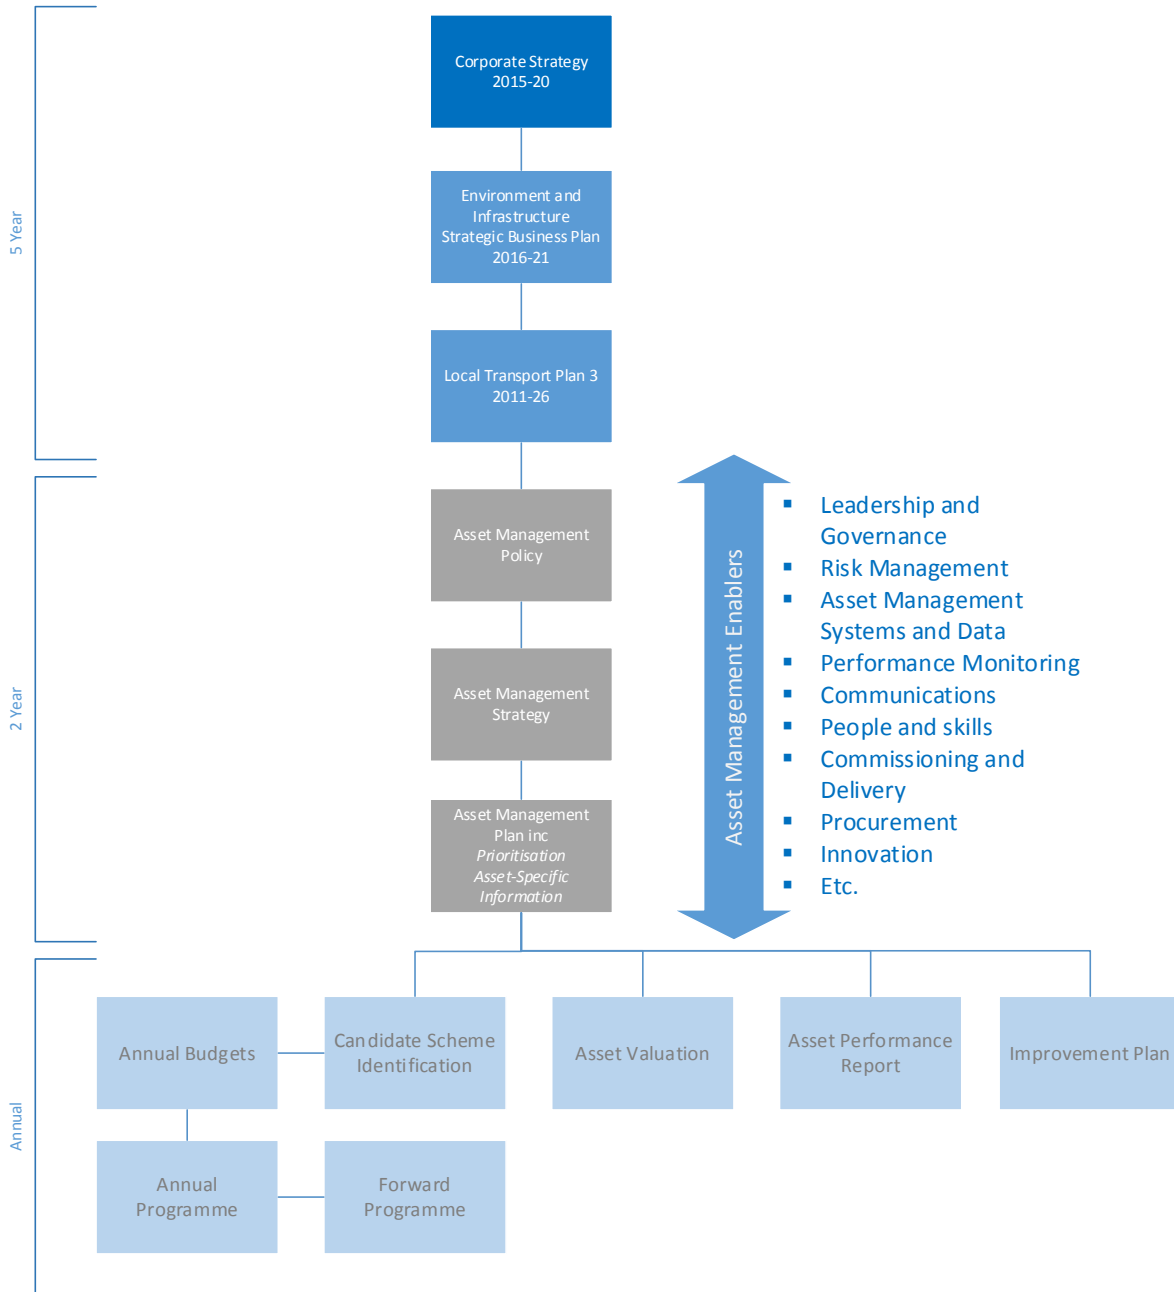 Corporate Strategy
2015-20
5 Year
Environment and
Infrastructure
Strategic Business Plan
2016-21
Local Transport Plan 3
2011-26
2 Year
Asset Management
Policy
Asset Management
Strategy
Asset Management
Plan inc
Prioritisation
Asset-Specific
Information
Asset Management Enablers
▪ Leadership and
Governance
▪ Risk Management
▪ Asset Management
Systems and Data
▪ Performance Monitoring
▪ Communications
▪ People and skills
▪ Commissioning and
Delivery
▪ Procurement
▪ Innovation
▪ Etc.
Annual
Annual Budgets
Candidate Scheme
Identification
Asset Valuation
Asset Performance
Report
Improvement Plan
Annual
Programme
Forward
Programme